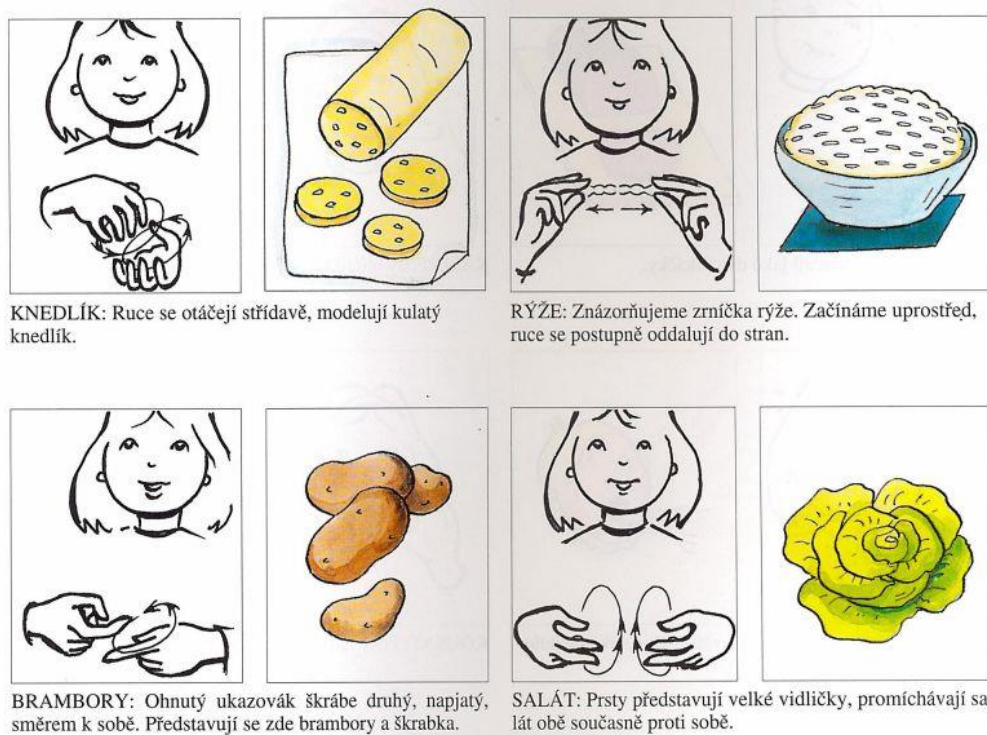 KNEDLÍK: Ruce se otáčejí střídavě, modelují kulatý
knedlík.
RÝŽE: Znázorňujeme zrníčka rýže. Začínáme uprostřed,
ruce se postupně oddalují do stran.
BRAMBORY: Ohnutý ukazovák škrábe druhý, napjatý,
směrem k sobě. Představují se zde brambory a škrabka.
SALÁT: Prsty představují velké vidličky, promíchávají sa
lát obě současně proti sobě.